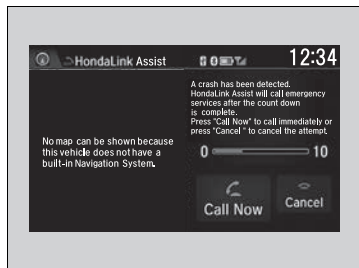 HondaLink Assist
12:34
A crash has been detected.
HondaLink Assist will call emergency
services after the count down
is complete.
Press "Call Now" to call immediately or
press "Cancel " to cancel the attempt.
No map can be shown because
this vehicle does not have a
built-in Navigation System.
0
10
Call Now
Cancel